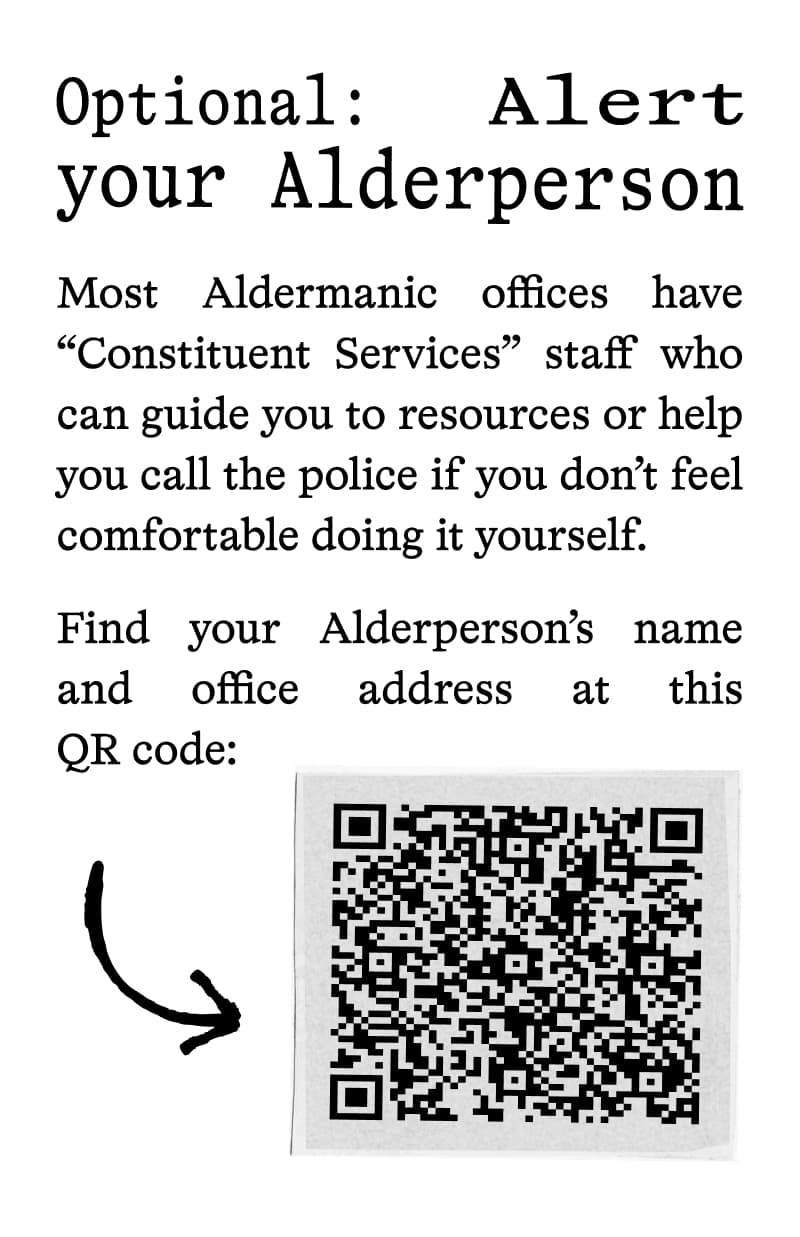 Optional: Alert
your Alderperson
Most Aldermanic offices have
“Constituent Services” staff who
can guide you to resources or help
you call the police if you don’t feel
comfortable doing it yourself.
Find your Alderperson’s name
and office address at this
QR code: